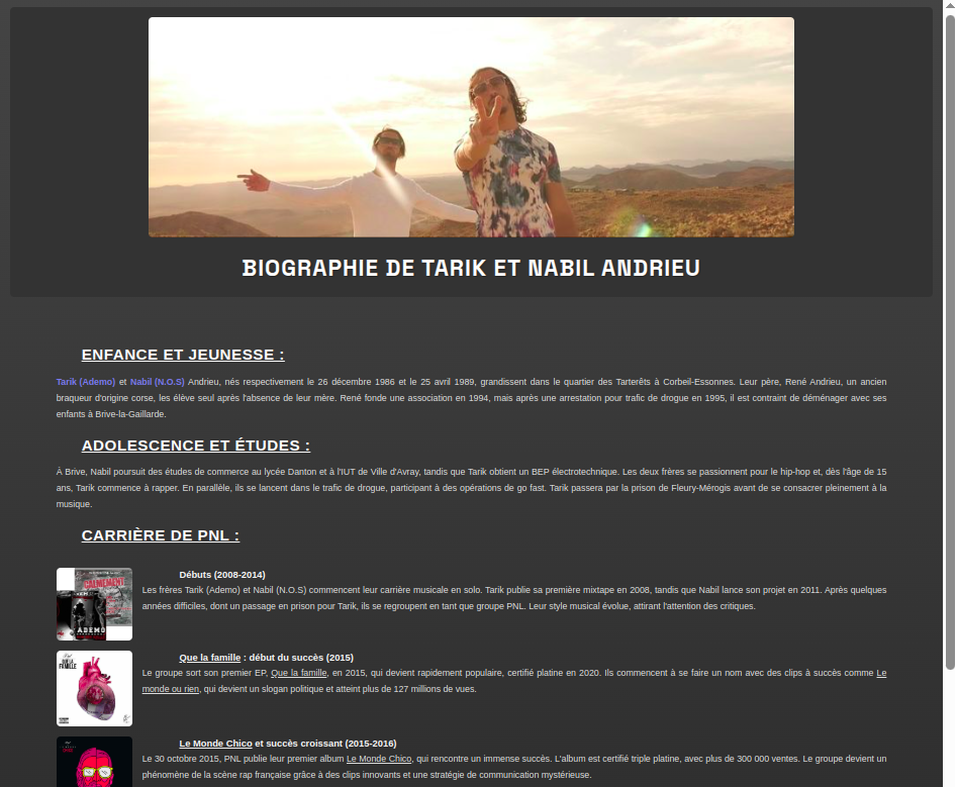 BIOGRAPHIE DE TARIK ET NABIL ANDRIEU
ENFANCE ET JEUNESSE :
Tarik (Ademo) et Nabil (N.O.S) Andrieu, nés respectivement le 26 décembre 1986 et le 25 avril 1989, grandissent dans le quartier des Tarterêts à Corbeil-Essonnes. Leur père, René Andrieu, un ancien
braqueur d'origine corse, les élève seul après l'absence de leur mère. René fonde une association en 1994, mais après une arrestation pour trafic de drogue en 1995, il est contraint de déménager avec ses
enfants à Brive-la-Gaillarde.
ADOLESCENCE ET ÉTUDES :
À Brive, Nabil poursuit des études de commerce au lycée Danton et à l'IUT de Ville d'Avray, tandis que Tarik obtient un BEP électrotechnique. Les deux frères se passionnent pour le hip-hop et, dès l'âge de 15
ans, Tarik commence à rapper. En parallèle, ils se lancent dans le trafic de drogue, participant à des opérations de go fast. Tarik passera par la prison de Fleury-Mérogis avant de se consacrer pleinement à la
musique.
CARRIÈRE DE PNL :
CALMEMENT
ADEMO
Débuts (2008-2014)
Les frères Tarik (Ademo) et Nabil (N.O.S) commencent leur carrière musicale en solo. Tarik publie sa première mixtape en 2008, tandis que Nabil lance son projet en 2011. Après quelques
années difficiles, dont un passage en prison pour Tarik, ils se regroupent en tant que groupe PNL. Leur style musical évolue, attirant l'attention des critiques.
QUE LA
FAMILLE
Que la famille : début du succès (2015)
Le groupe sort son premier EP, Que la famille, en 2015, qui devient rapidement populaire, certifié platine en 2020. Ils commencent à se faire un nom avec des clips à succès comme Le
monde ou rien, qui devient un slogan politique et atteint plus de 127 millions de vues.
Le Monde Chico et succès croissant (2015-2016)
Le 30 octobre 2015, PNL publie leur premier album Le Monde Chico, qui rencontre un immense succès. L'album est certifié triple platine, avec plus de 300 000 ventes. Le groupe devient un
phénomène de la scène rap française grâce à des clips innovants et une stratégie de communication mystérieuse.